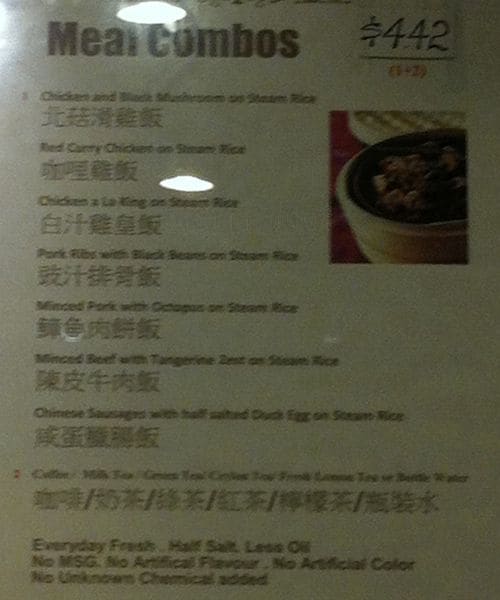 Meal Combos
$4.42
(1+2)
1 Chicken and Black Mushroom on Steam Rice
北菇滑雞飯
Red Curry Chicken on Steam Rice
咖喱雞飯
Chicken a La King on Steam Rice
白汁雞皇飯
Pork Ribs with Black Beans on Steam Rice
豉汁排骨飯
Minced Pork with Octopus on Steam Rice
魚肉餅飯
Minced Beef with Tangerine Zest on Steam Rice
陳皮牛肉飯
Chinese Sausages with half salted Duck Egg on Steam Rice
咸蛋臘腸飯
2 Coffee / Milk Tea / Green Tea/ Ceylon Tea/ Fresh Lemon Tea or Bottle Water
咖啡/奶茶/綠茶/紅茶/檸檬茶/瓶裝水
Everyday Fresh . Half Salt. Less Oil
No MSG. No Artifical Flavour . No Artificial Color
No Unknown Chemical added